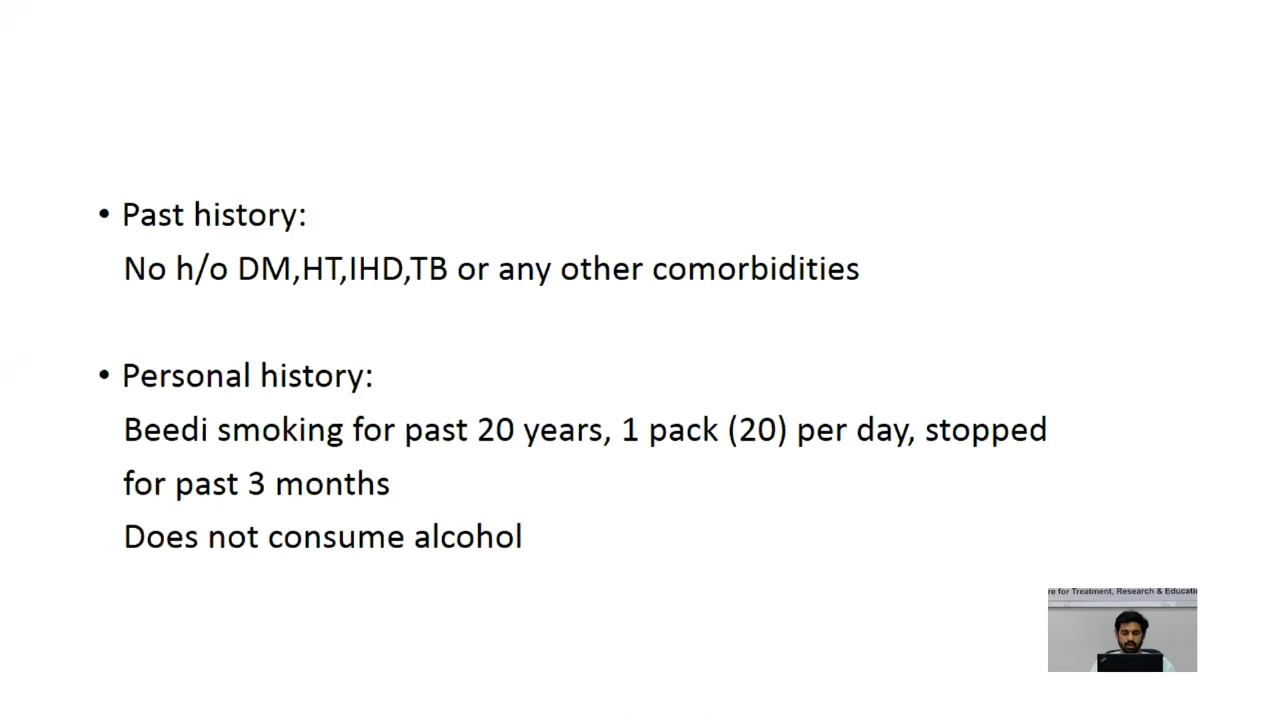 • Past history:
No h/o DM,HT,IHD,TB or any other comorbidities
• Personal history:
Beedi smoking for past 20 years, 1 pack (20) per day, stopped
for past 3 months
Does not consume alcohol
re for Treatment, Research & Educatio